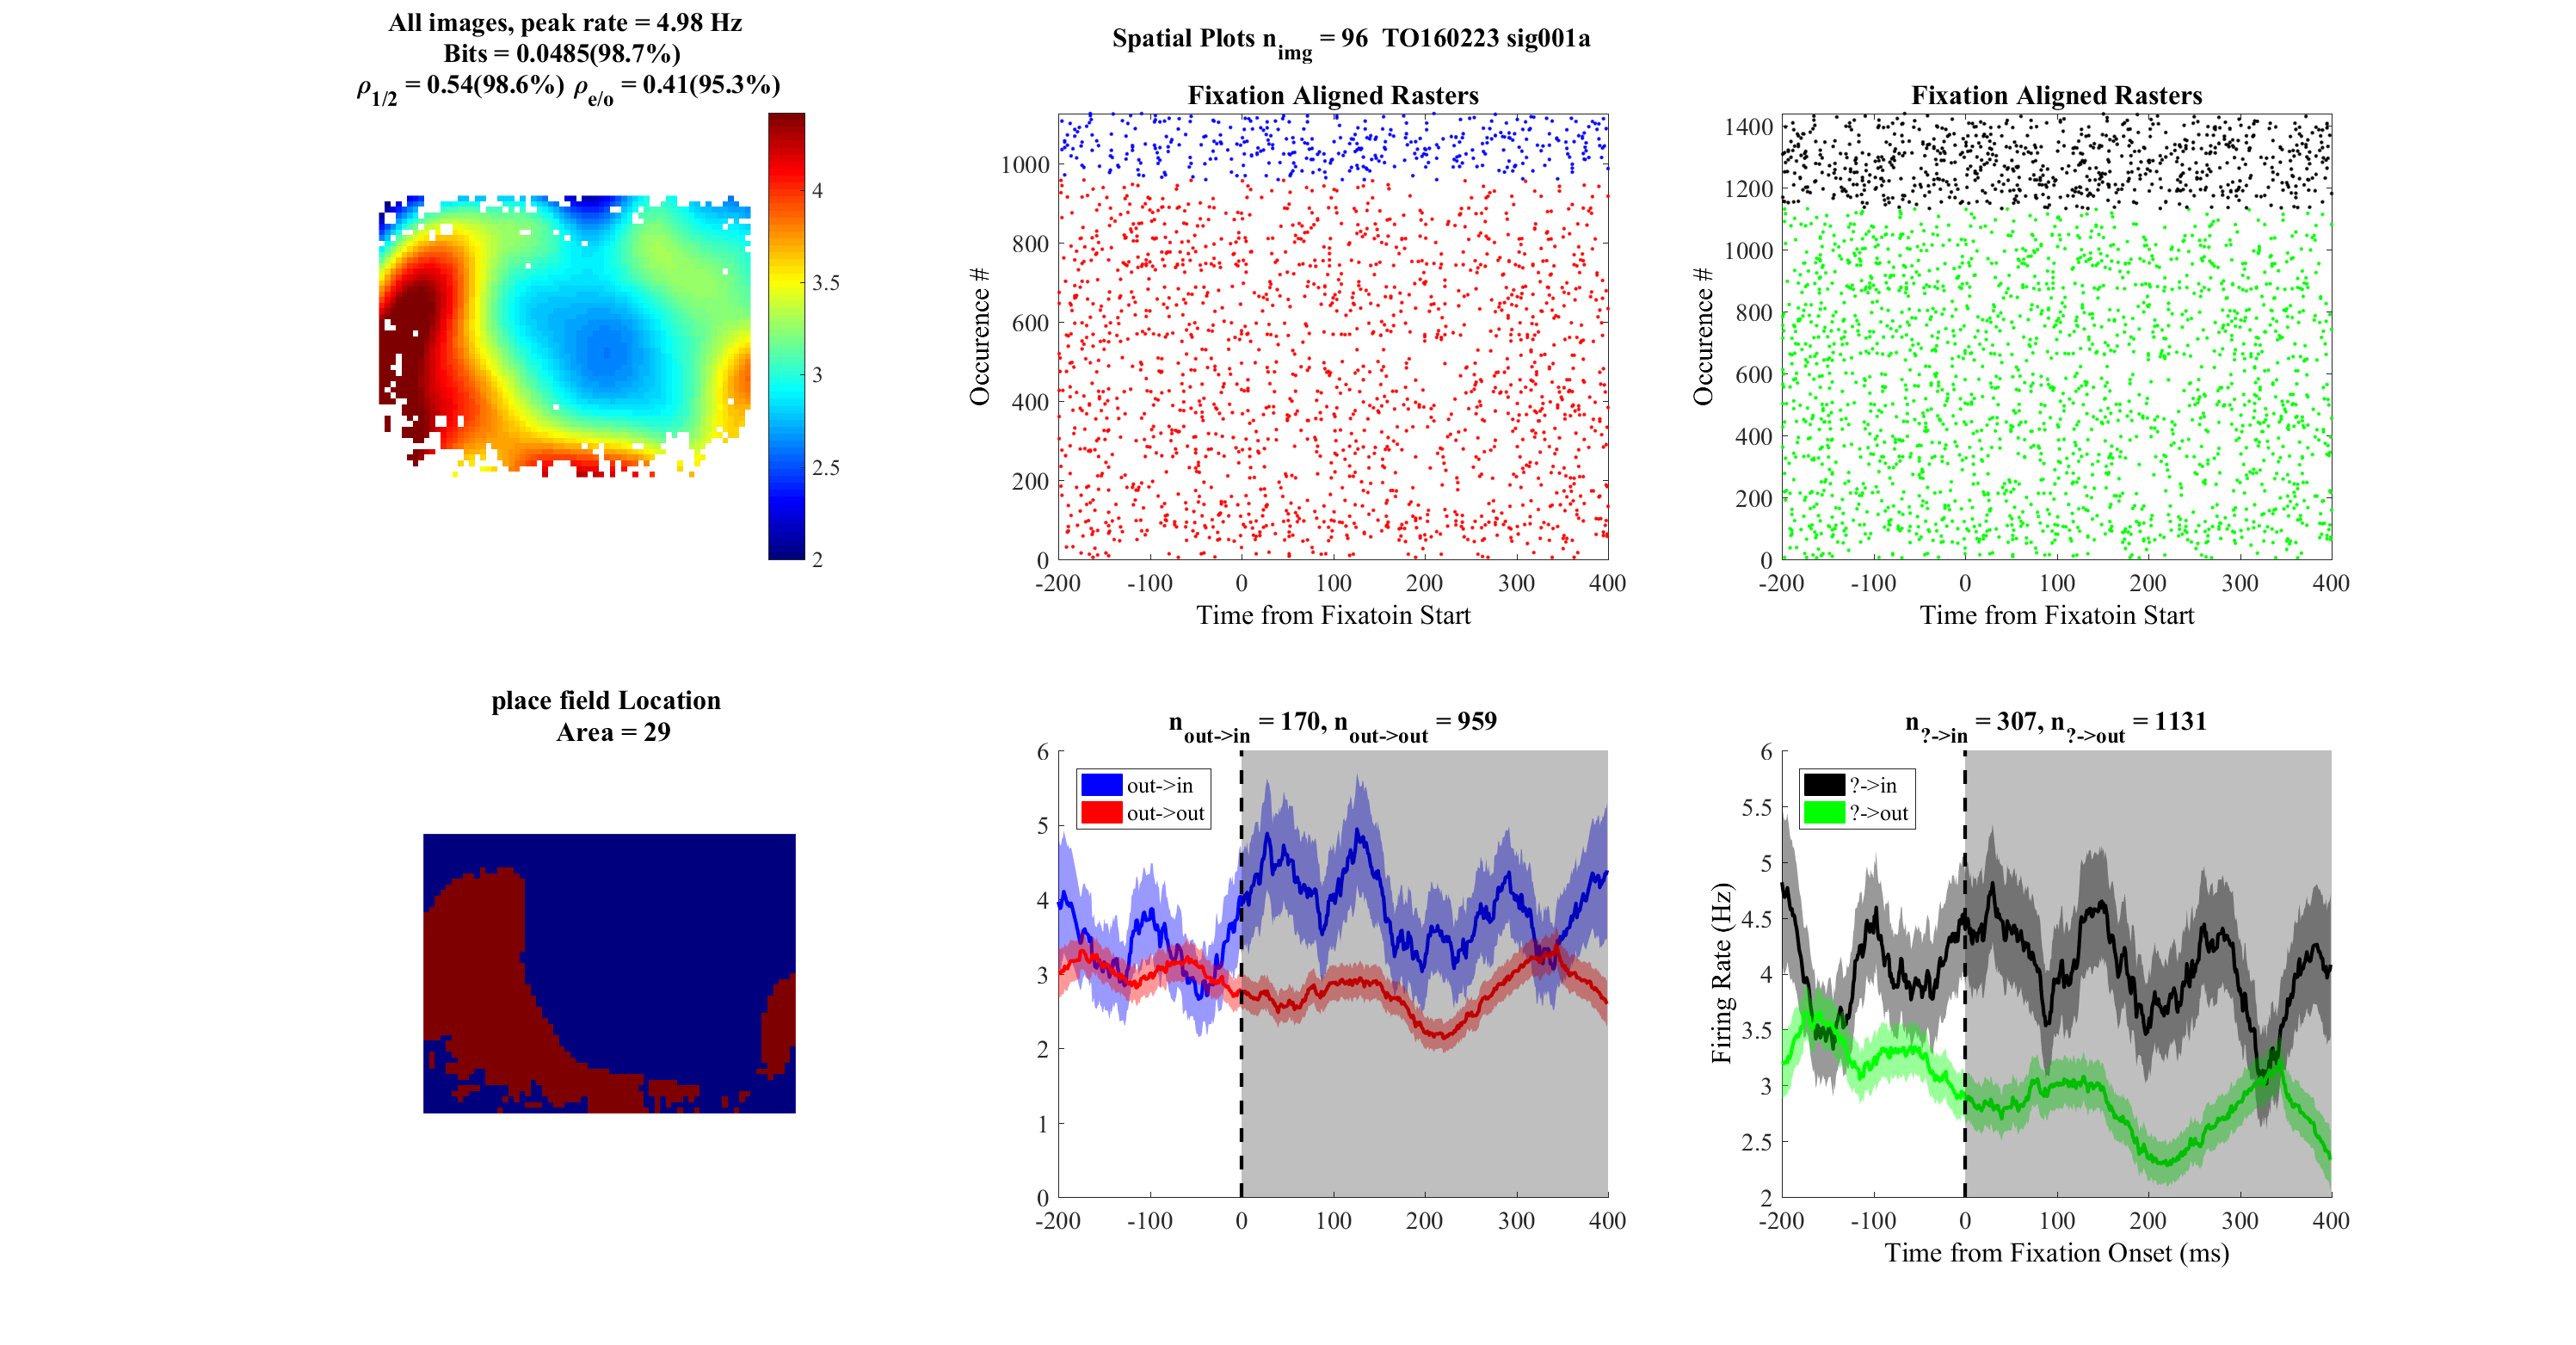 All images, peak rate = 4.98 Hz
Bits = 0.0485(98.7%)
ρ1/2 = 0.54(98.6%) ρe/o = 0.41(95.3%)
4
3.5
3
2.5
2
Spatial Plots nimg = 96 TO160223 sig001a
Fixation Aligned Rasters
Occurence #
1000
800
600
400
200
0
-200 -100 0 100 200 300 400
Time from Fixatoin Start
Fixation Aligned Rasters
Occurence #
1400
1200
1000
800
600
400
200
0
-200 -100 0 100 200 300 400
Time from Fixatoin Start
place field Location
Area = 29
nout->in = 170, nout->out = 959
out->in
out->out
6
5
4
3
2
1
0
-200 -100 0 100 200 300 400
n?->in = 307, n?->out = 1131
?->in
?->out
Firing Rate (Hz)
6
5.5
5
4.5
4
3.5
3
2.5
2
-200 -100 0 100 200 300 400
Time from Fixation Onset (ms)